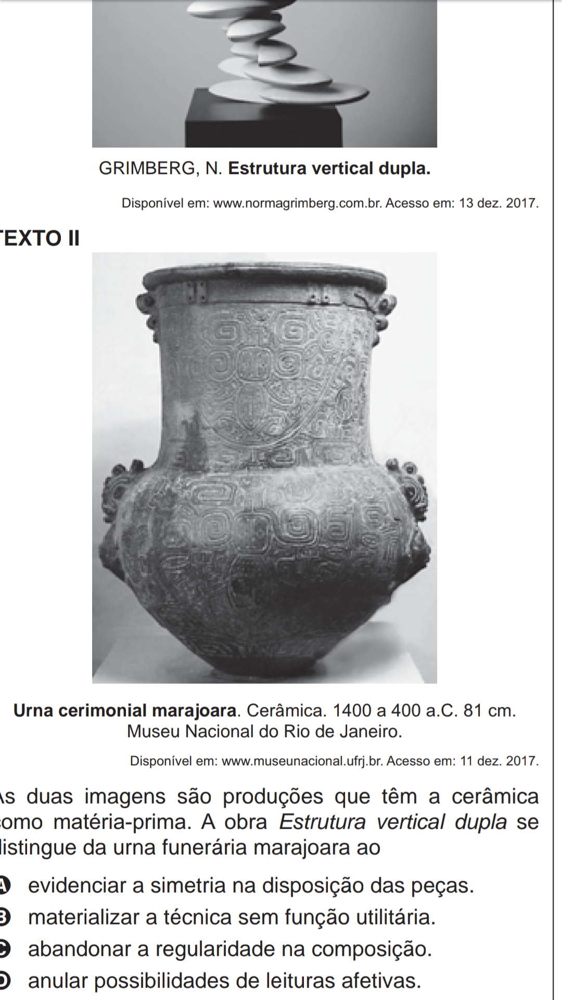 GRIMBERG, N. Estrutura vertical dupla.
Disponível em: www.normagrimberg.com.br. Acesso em: 13 dez. 2017.
TEXTO II
Urna cerimonial marajoara. Cerâmica. 1400 a 400 a.C. 81 cm.
Museu Nacional do Rio de Janeiro.
Disponível em: www.museunacional.ufrj.br. Acesso em: 11 dez. 2017.
As duas imagens são produções que têm a cerâmica
como matéria-prima. A obra Estrutura vertical dupla se
distingue da urna funerária marajoara ao
A evidenciar a simetria na disposição das peças.
B materializar a técnica sem função utilitária.
C abandonar a regularidade na composição.
D anular possibilidades de leituras afetivas.